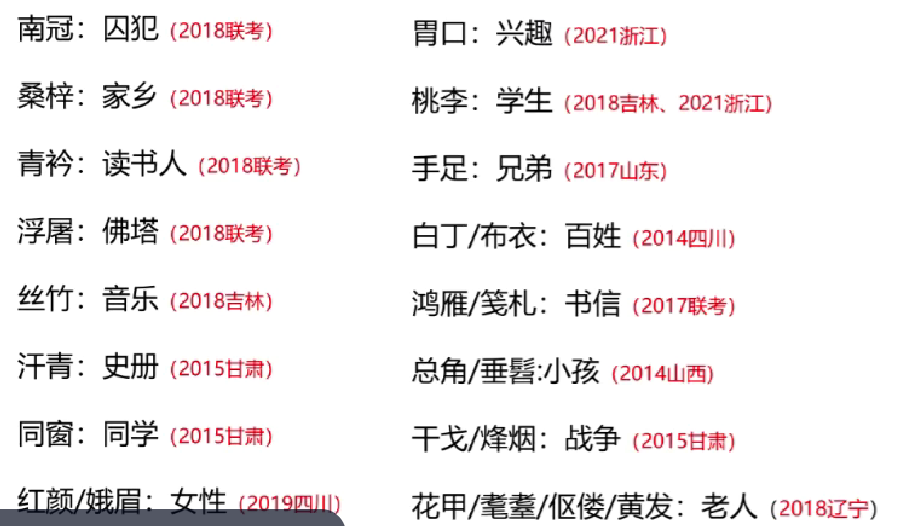 南冠：囚犯（2018联考）
桑梓：家乡（2018联考）
青衿：读书人（2018联考）
浮屠：佛塔（2018联考）
丝竹：音乐（2018吉林）
汗青：史册（2015甘肃）
同窗：同学（2015甘肃）
红颜/娥眉：女性（2019四川）
胃口：兴趣（2021浙江）
桃李：学生（2018吉林、2021浙江）
手足：兄弟（2017山东）
白丁/布衣：百姓（2014四川）
鸿雁/笺札：书信（2017联考）
总角/垂髫:小孩（2014山西）
干戈/烽烟：战争（2015甘肃）
花甲/耄耋/伛偻/黄发：老人（2018辽宁）